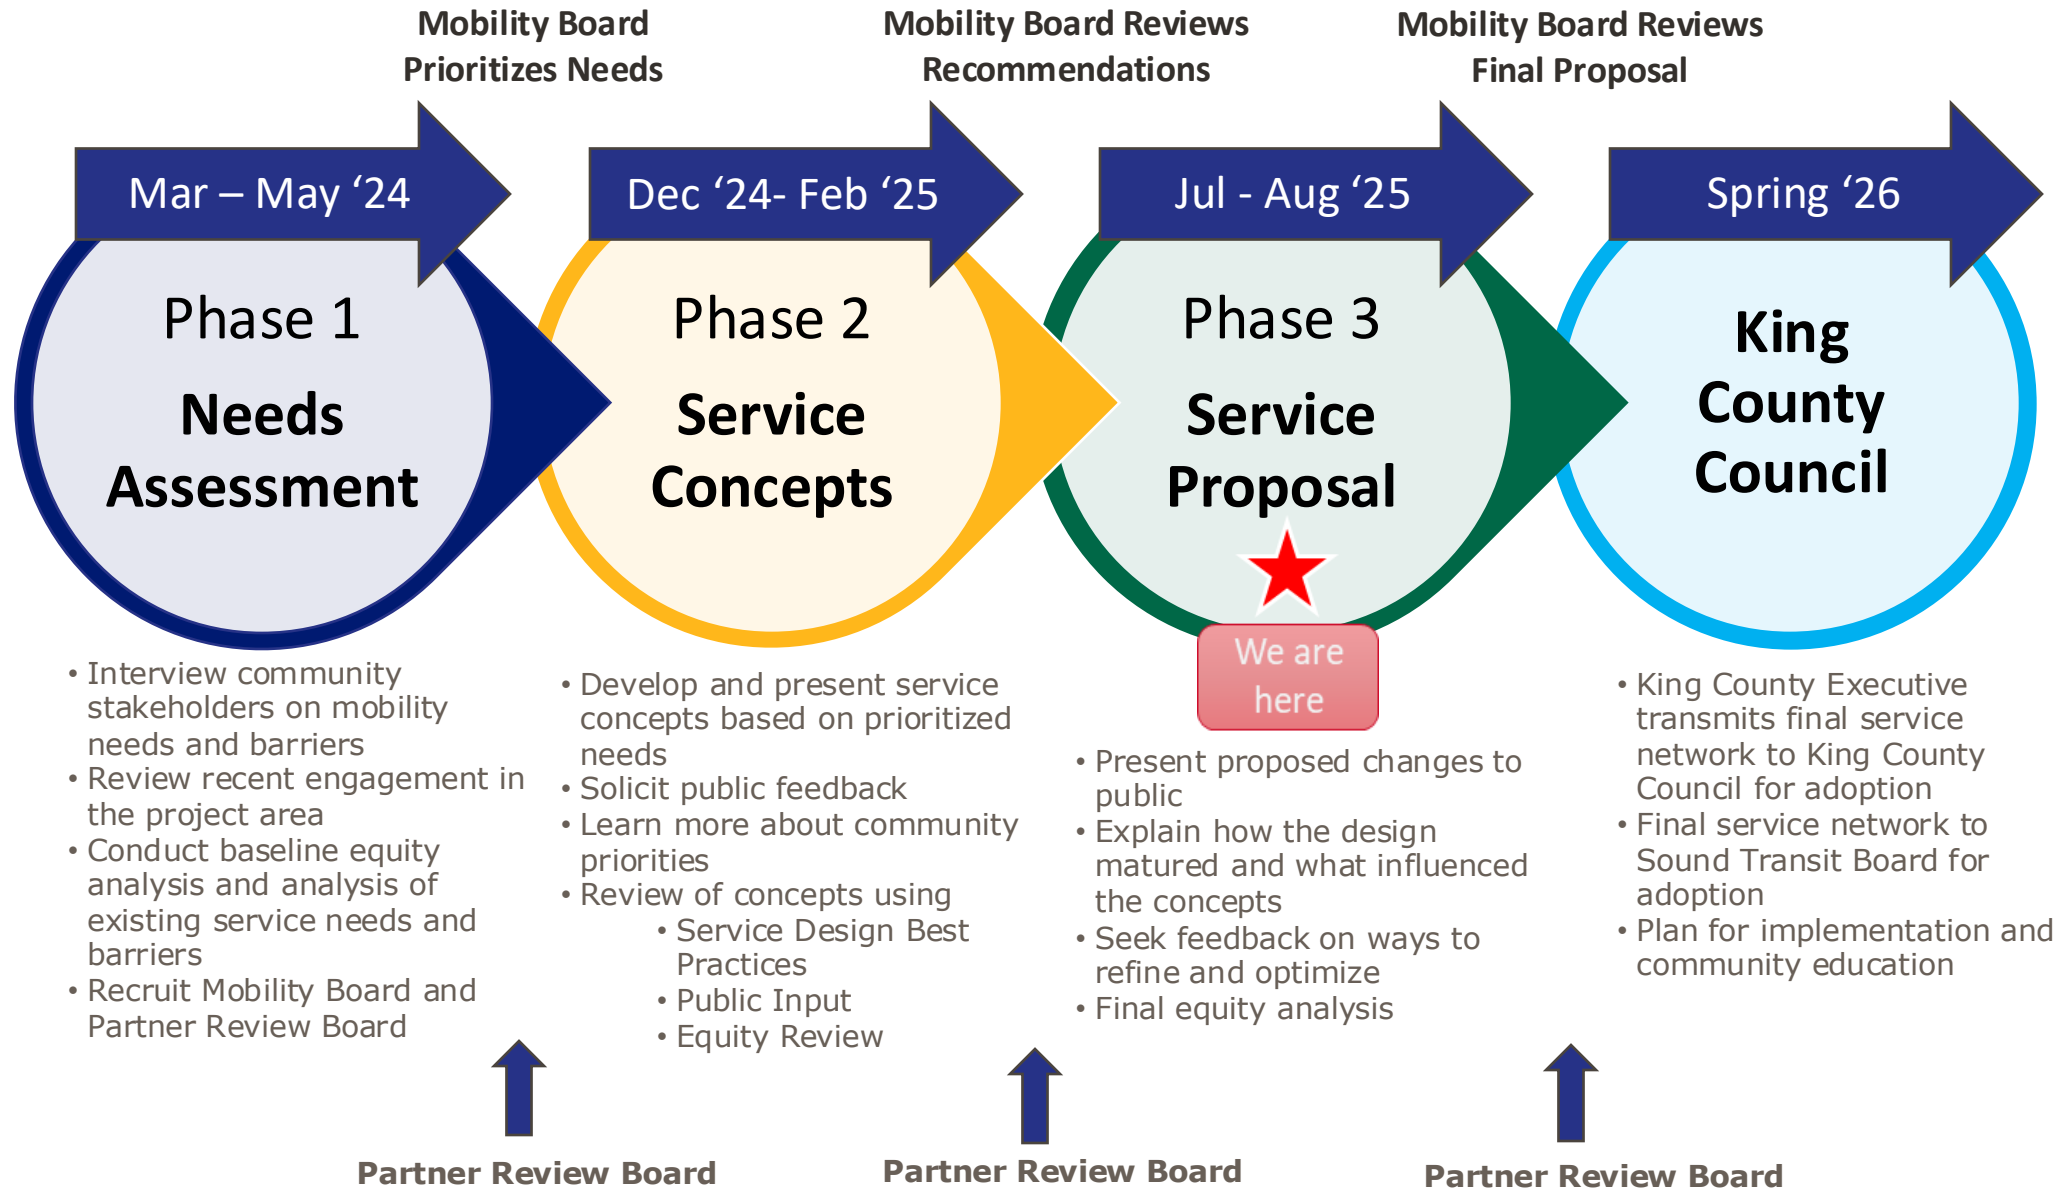 Mobility Board
Prioritizes Needs
Mobility Board Reviews
Recommendations
Mobility Board Reviews
Final Proposal
Mar – May ‘24
Dec ‘24- Feb ‘25
Jul - Aug ‘25
Spring ‘26
Phase 1
Needs
Assessment
Phase 2
Service
Concepts
Phase 3
Service
Proposal
King
County
Council
We are
here
• Interview community
stakeholders on mobility
needs and barriers
• Review recent engagement in
the project area
• Conduct baseline equity
analysis and analysis of
existing service needs and
barriers
• Recruit Mobility Board and
Partner Review Board
• Develop and present service
concepts based on prioritized
needs
• Solicit public feedback
• Learn more about community
priorities
• Review of concepts using
• Service Design Best
Practices
• Public Input
• Equity Review
• Present proposed changes to
public
• Explain how the design
matured and what influenced
the concepts
• Seek feedback on ways to
refine and optimize
• Final equity analysis
• King County Executive
transmits final service
network to King County
Council for adoption
• Final service network to
Sound Transit Board for
adoption
• Plan for implementation and
community education
Partner Review Board
Partner Review Board
Partner Review Board